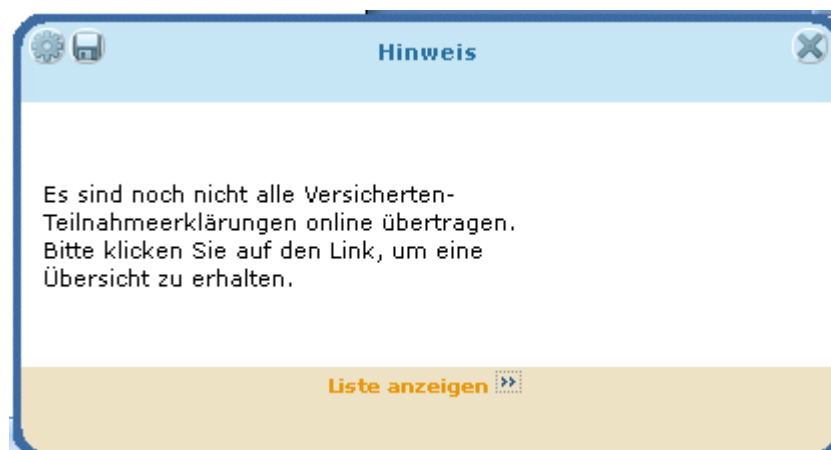 Hinweis
Es sind noch nicht alle Versicherten-
Teilnahmeerklärungen online übertragen.
Bitte klicken Sie auf den Link, um eine
Übersicht zu erhalten.
Liste anzeigen